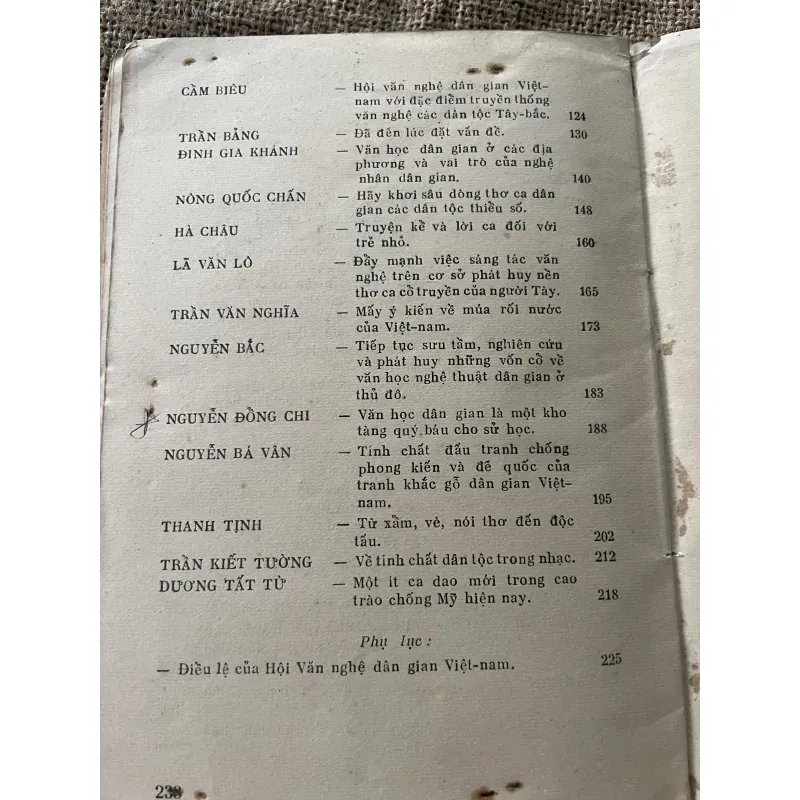 CẦM BIÊU — Hội văn nghệ dân gian Việt-
nam với đặc điểm truyền thống
văn nghệ các dân tộc Tây-bắc. 124
TRẦN BẢNG — Đã đến lúc đặt vấn đề. 130
ĐINH GIA KHÁNH — Văn học dân gian ở các địa
phương và vai trò của nghệ
nhân dân gian. 140
NÔNG QUỐC CHẤN — Hãy khơi sâu dòng thơ ca dân
gian các dân tộc thiểu số. 148
HÀ CHÂU — Truyện kể và lời ca đối với
trẻ nhỏ. 160
LÃ VĂN LÔ — Đẩy mạnh việc sáng tác văn
nghệ trên cơ sở phát huy nền
thơ ca cổ truyền của người Tày. 165
TRẦN VĂN NGHĨA — Mấy ý kiến về múa rối nước
của Việt-nam. 173
NGUYỄN BẮC — Tiếp tục sưu tầm, nghiên cứu
và phát huy những vốn cổ về
văn học nghệ thuật dân gian ở
thủ đô. 183
NGUYỄN ĐỔNG CHI — Văn học dân gian là một kho
tàng quý báu cho sử học. 188
NGUYỄN BÁ VÂN — Tính chất đấu tranh chống
phong kiến và đế quốc của
tranh khắc gỗ dân gian Việt-
nam. 195
THANH TỊNH — Từ xẩm, vè, nói thơ đến độc
tấu. 202
TRẦN KIẾT TƯỜNG — Về tính chất dân tộc trong nhạc. 212
DƯƠNG TẤT TỪ — Một ít ca dao mới trong cao
trào chống Mỹ hiện nay. 218
Phụ lục :
— Điều lệ của Hội Văn nghệ dân gian Việt-nam. 225